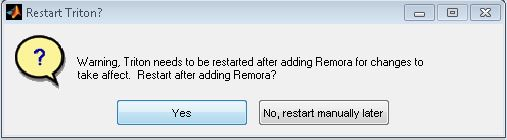 Restart Triton?
?
Warning, Triton needs to be restarted after adding Remora for changes to
take affect.  Restart after adding Remora?
Yes
No, restart manually later